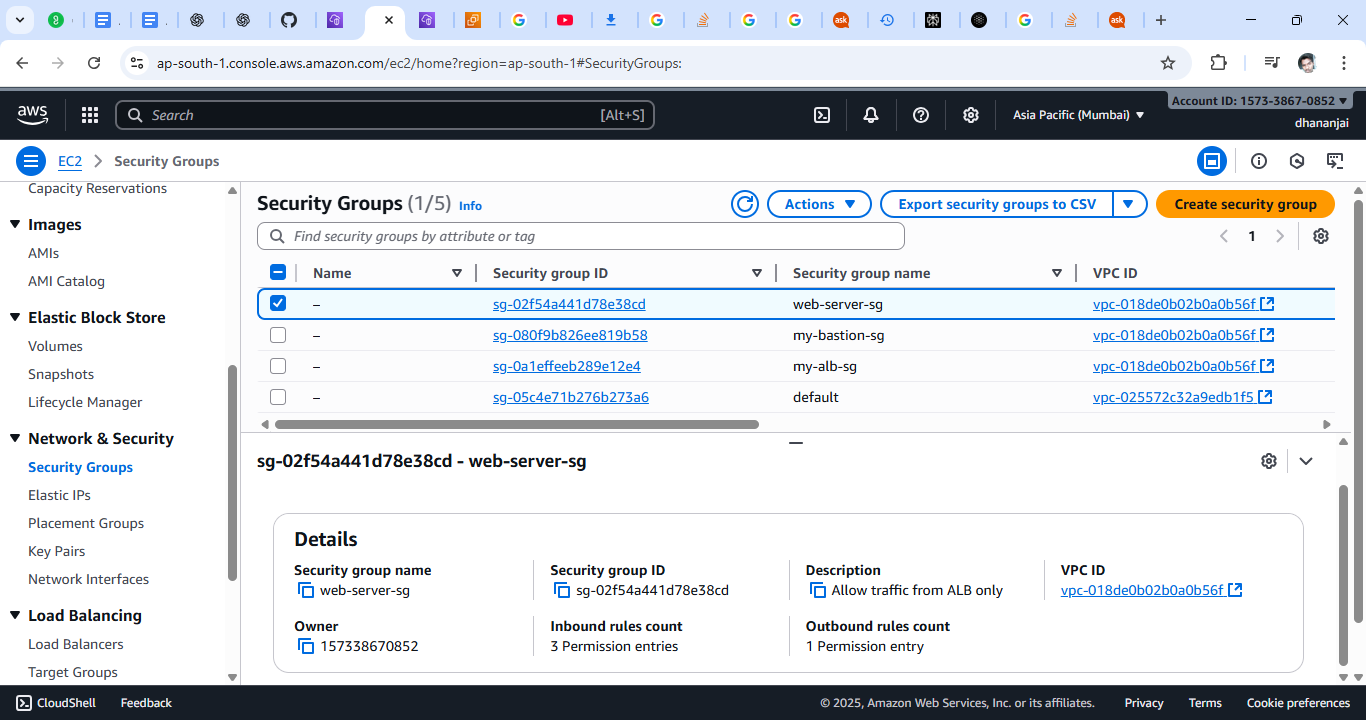 ask
ask
ap-south-1.console.aws.amazon.com/ec2/home?region=ap-south-1#SecurityGroups:
aws
Search
[Alt+S]
Asia Pacific (Mumbai)
Account ID: 1573-3867-0852
dhananjai
EC2
Security Groups
Capacity Reservations
Images
AMIs
AMI Catalog
Elastic Block Store
Volumes
Snapshots
Lifecycle Manager
Network & Security
Security Groups
Elastic IPs
Placement Groups
Key Pairs
Network Interfaces
Load Balancing
Load Balancers
Target Groups
Security Groups (1/5) Info
Actions
Export security groups to CSV
Create security group
Find security groups by attribute or tag
1
Name Security group ID Security group name VPC ID
– sg-02f54a441d78e38cd web-server-sg vpc-018de0b02b0a0b56f
– sg-080f9b826ee819b58 my-bastion-sg vpc-018de0b02b0a0b56f
– sg-0a1effeeb289e12e4 my-alb-sg vpc-018de0b02b0a0b56f
– sg-05c4e71b276b273a6 default vpc-025572c32a9edb1f5
sg-02f54a441d78e38cd - web-server-sg
Details
Security group name
web-server-sg
Security group ID
sg-02f54a441d78e38cd
Description
Allow traffic from ALB only
VPC ID
vpc-018de0b02b0a0b56f
Owner
157338670852
Inbound rules count
3 Permission entries
Outbound rules count
1 Permission entry
CloudShell
Feedback
© 2025, Amazon Web Services, Inc. or its affiliates.
Privacy
Terms
Cookie preferences